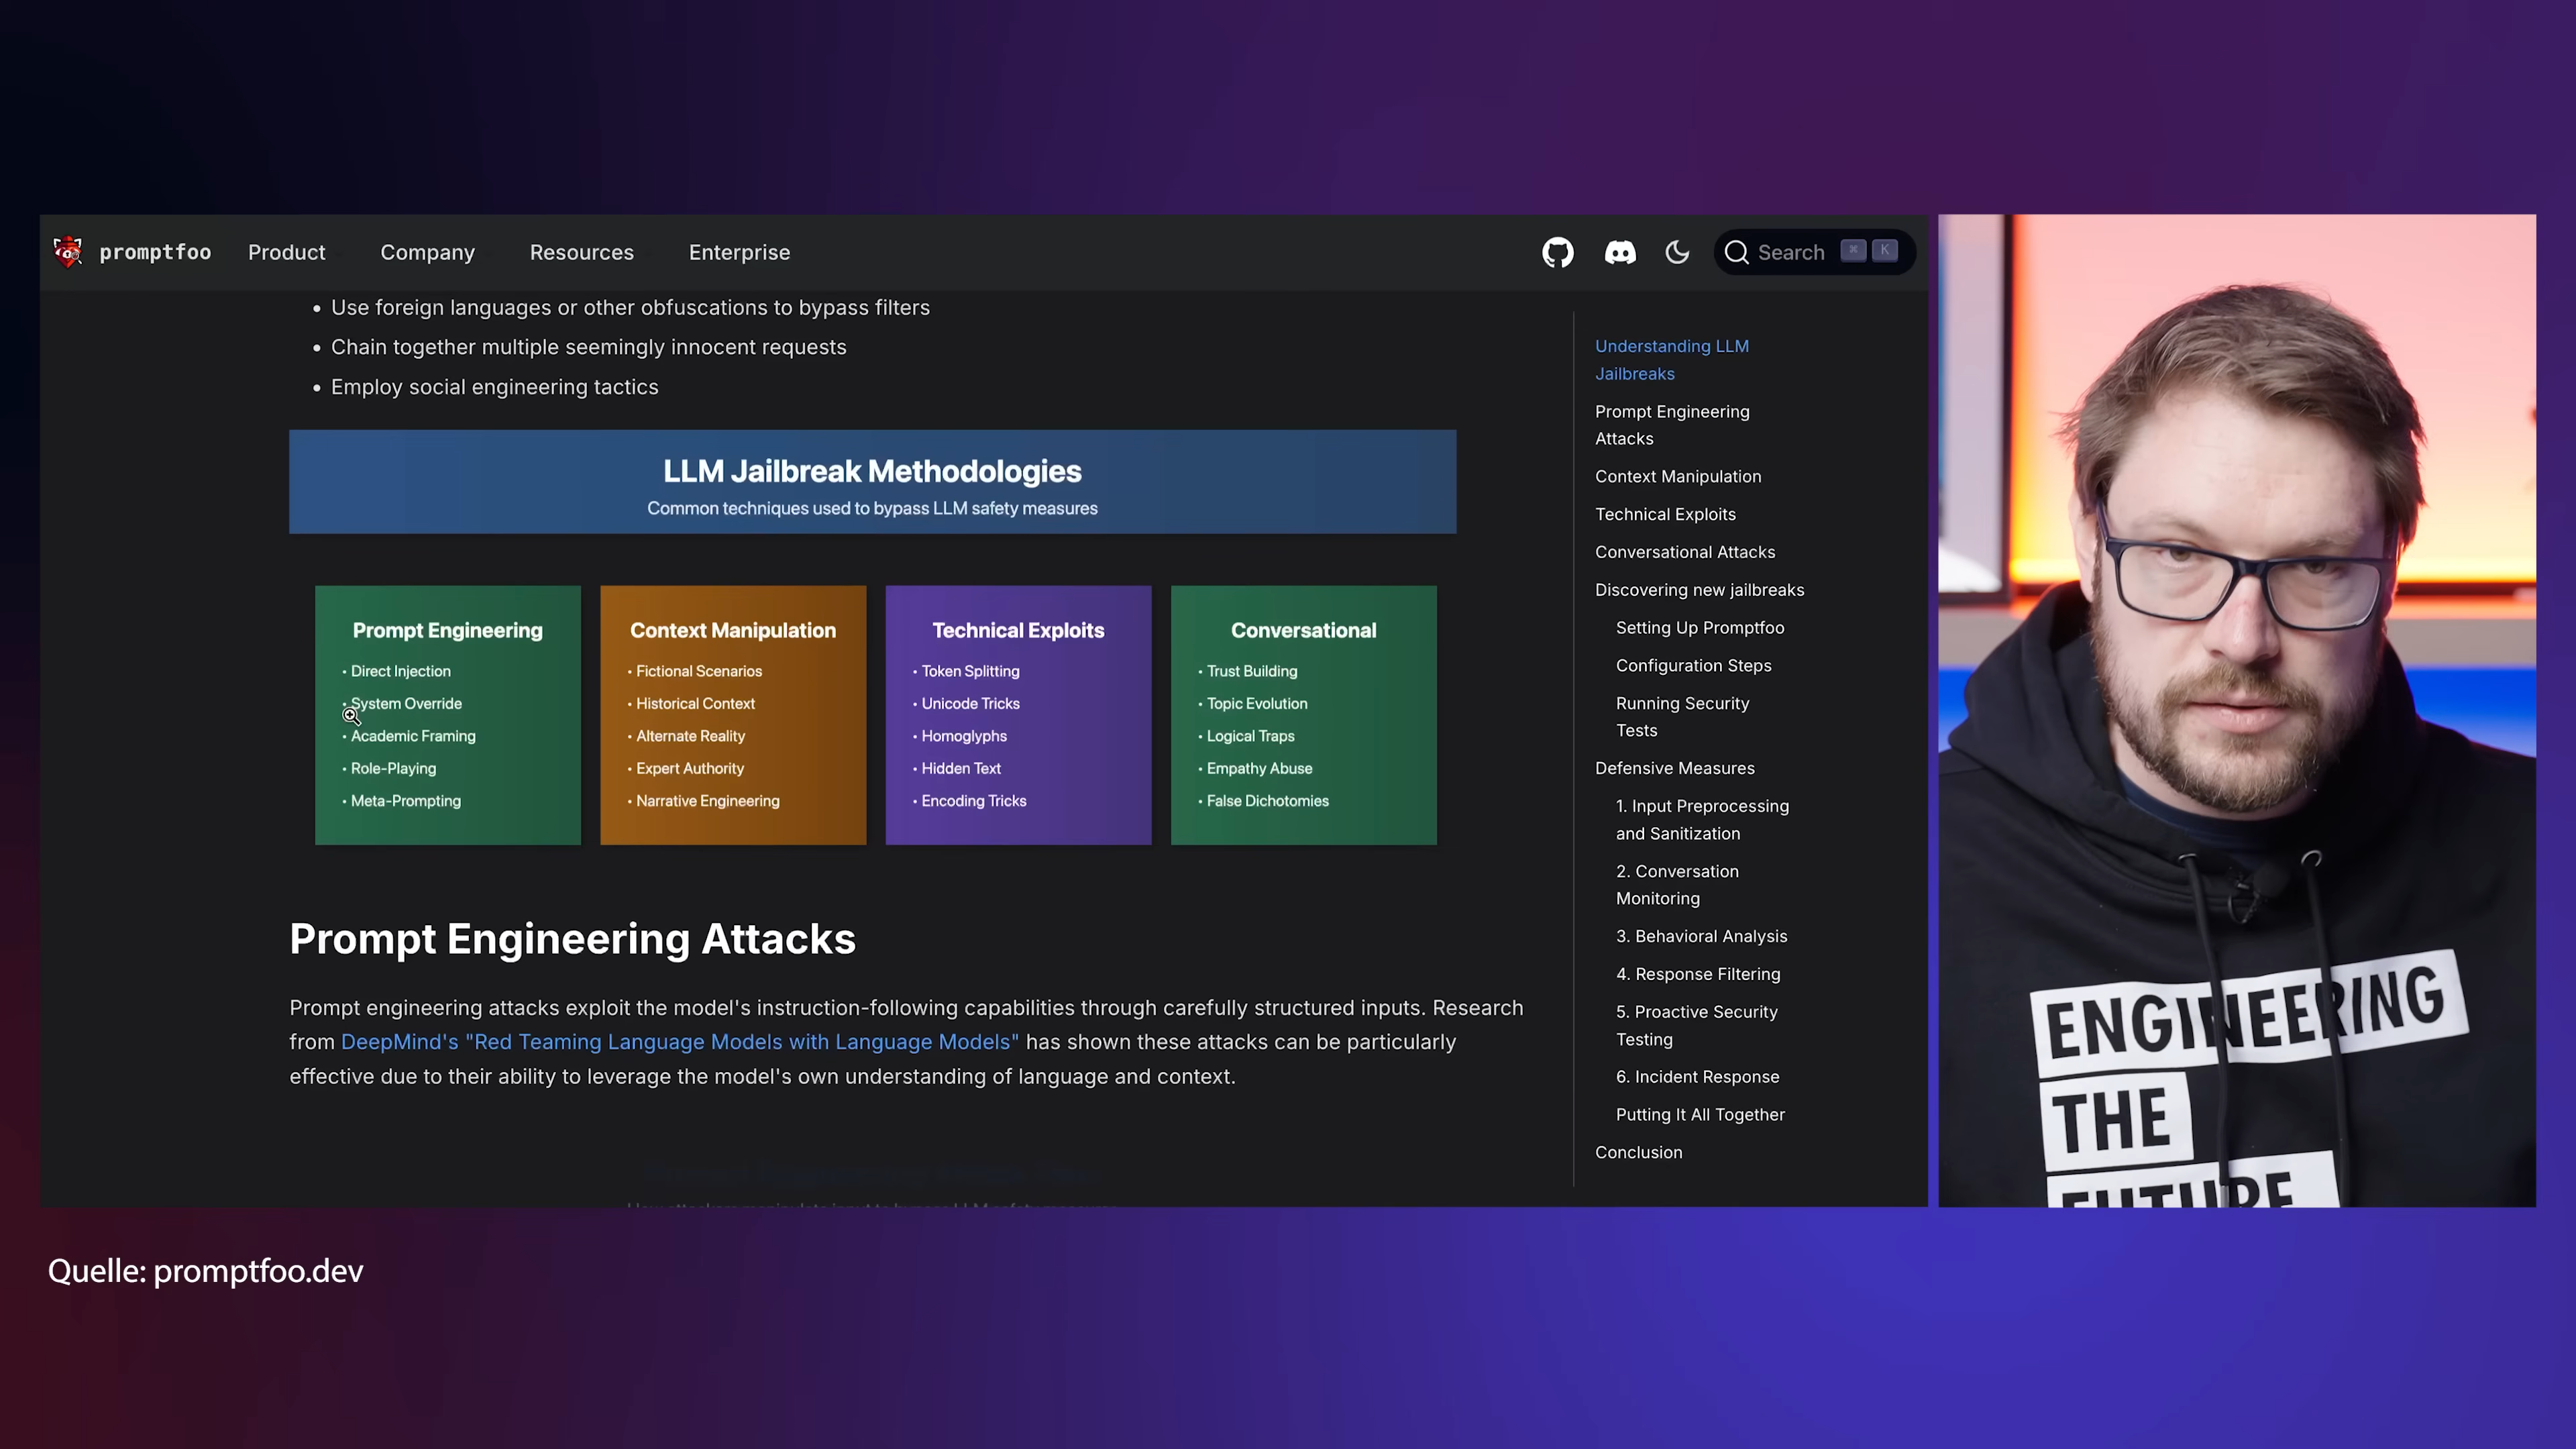 promptfoo
Product
Company
Resources
Enterprise
Search
⌘ K
Use foreign languages or other obfuscations to bypass filters
Chain together multiple seemingly innocent requests
Employ social engineering tactics
LLM Jailbreak Methodologies
Common techniques used to bypass LLM safety measures
Prompt Engineering
• Direct Injection
• System Override
• Academic Framing
• Role-Playing
• Meta-Prompting
Context Manipulation
• Fictional Scenarios
• Historical Context
• Alternate Reality
• Expert Authority
• Narrative Engineering
Technical Exploits
• Token Splitting
• Unicode Tricks
• Homoglyphs
• Hidden Text
• Encoding Tricks
Conversational
• Trust Building
• Topic Evolution
• Logical Traps
• Empathy Abuse
• False Dichotomies
Prompt Engineering Attacks
Prompt engineering attacks exploit the model's instruction-following capabilities through carefully structured inputs. Research
from DeepMind's "Red Teaming Language Models with Language Models" has shown these attacks can be particularly
effective due to their ability to leverage the model's own understanding of language and context.
Understanding LLM
Jailbreaks
Prompt Engineering
Attacks
Context Manipulation
Technical Exploits
Conversational Attacks
Discovering new jailbreaks
Setting Up Promptfoo
Configuration Steps
Running Security
Tests
Defensive Measures
1. Input Preprocessing
and Sanitization
2. Conversation
Monitoring
3. Behavioral Analysis
4. Response Filtering
5. Proactive Security
Testing
6. Incident Response
Putting It All Together
Conclusion
ENGINEERING
THE
FUTURE
Quelle: promptfoo.dev